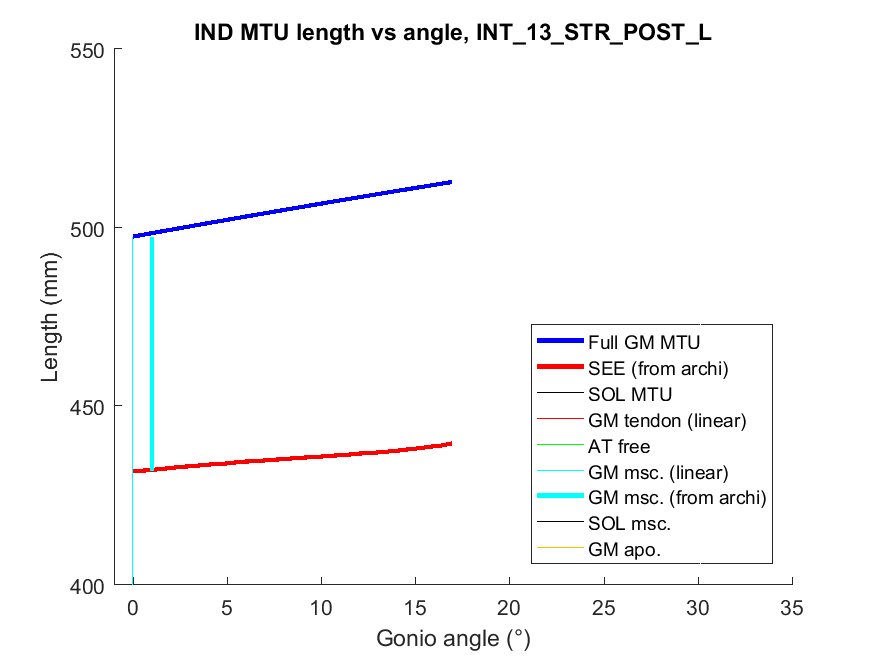 IND MTU length vs angle, INT_13_STR_POST_L
550
500
450
400
Length (mm)
0 5 10 15 20 25 30 35
Gonio angle (°)
Full GM MTU
SEE (from archi)
SOL MTU
GM tendon (linear)
AT free
GM msc. (linear)
GM msc. (from archi)
SOL msc.
GM apo.